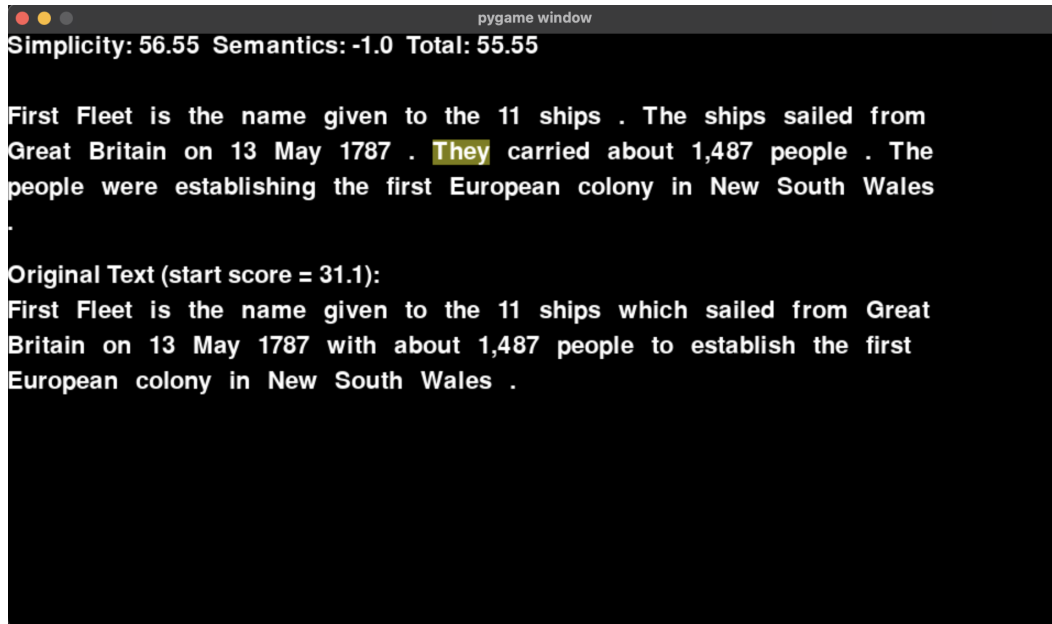 pygame window
Simplicity: 56.55 Semantics: -1.0 Total: 55.55
First Fleet is the name given to the 11 ships . The ships sailed from
Great Britain on 13 May 1787 . They carried about 1,487 people . The
people were establishing the first European colony in New South Wales
.
Original Text (start score = 31.1):
First Fleet is the name given to the 11 ships which sailed from Great
Britain on 13 May 1787 with about 1,487 people to establish the first
European colony in New South Wales .